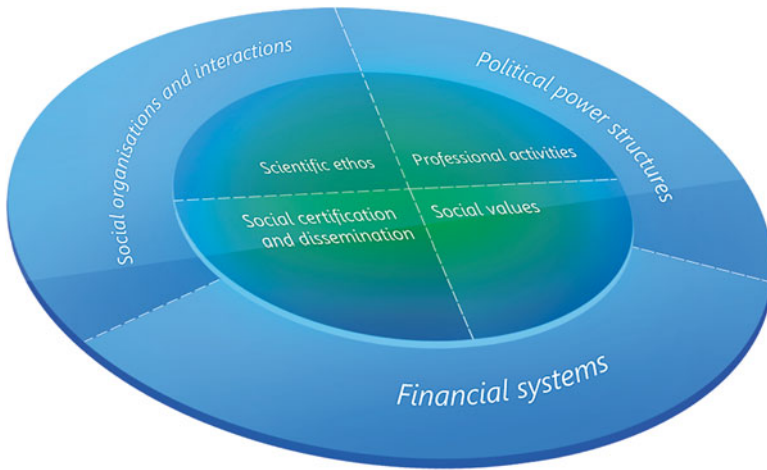 Social organisations and interactions
Political power structures
Scientific ethos
Professional activities
Social certification
and dissemination
Social values
Financial systems